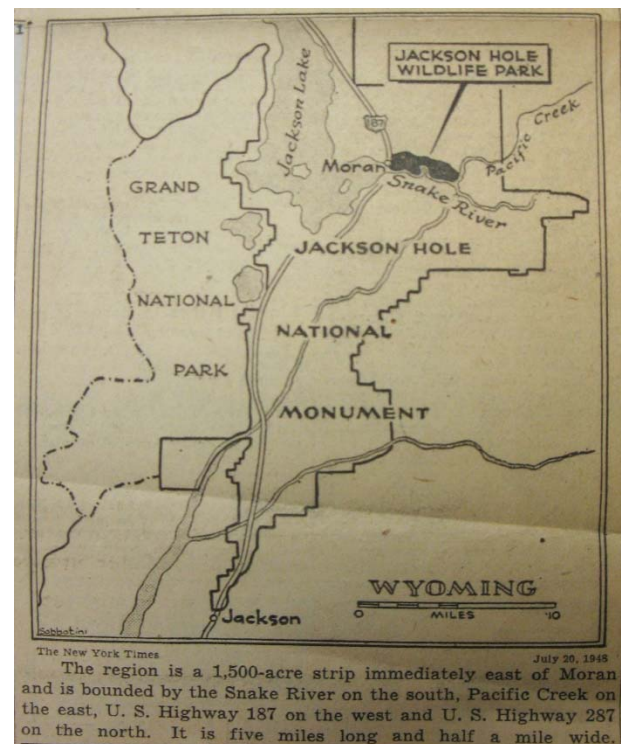 JACKSON HOLE
WILDLIFE PARK
Jackson Lake
187
Moran
Pacific Creek
Snake River
GRAND
TETON
NATIONAL
PARK
JACKSON HOLE
NATIONAL
MONUMENT
WYOMING
0 MILES 10
Jackson
Sabbatini
The New York Times
July 20, 1948
The region is a 1,500-acre strip immediately east of Moran
and is bounded by the Snake River on the south, Pacific Creek on
the east, U. S. Highway 187 on the west and U. S. Highway 287
on the north. It is five miles long and half a mile wide.